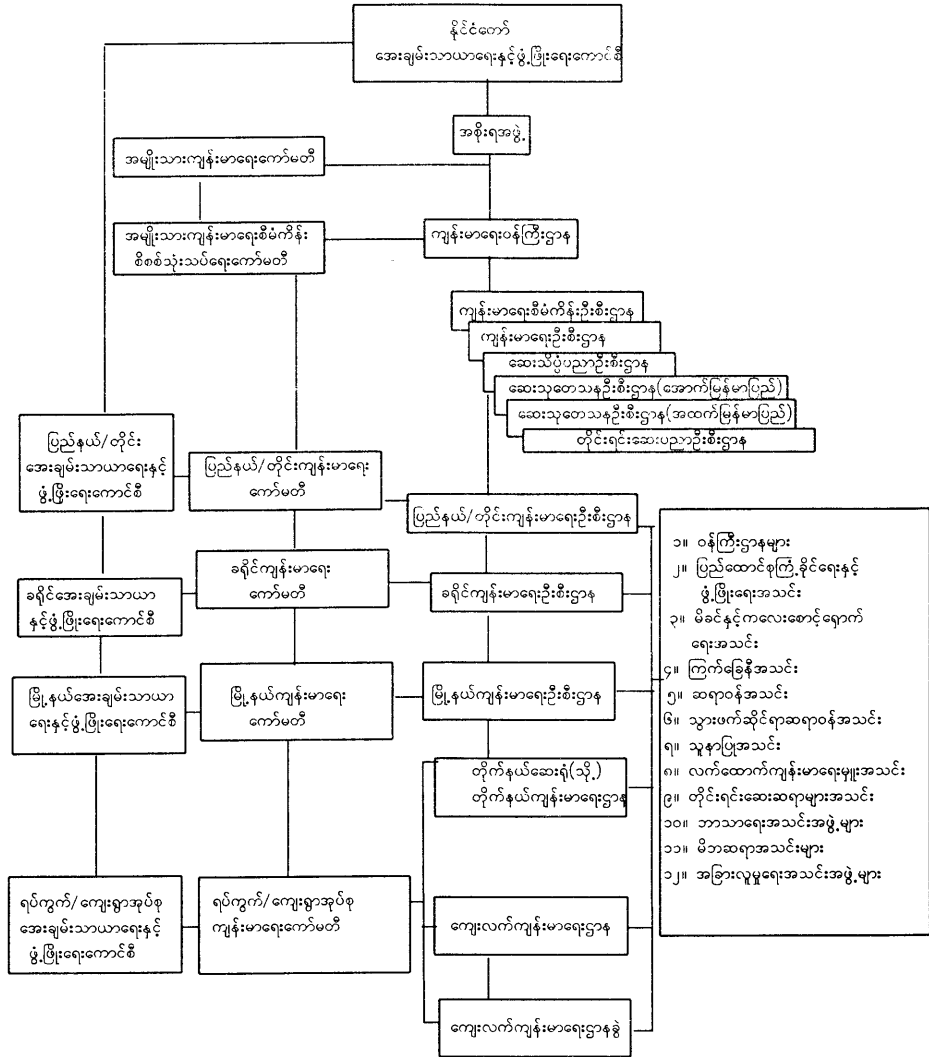 နိုင်ငံတော်
အေးချမ်းသာယာရေးနှင့်ဖွံ့ဖြိုးရေးကောင်စီ
အစိုးရအဖွဲ့
အမျိုးသားကျန်းမာရေးကော်မတီ
အမျိုးသားကျန်းမာရေးစီမံကိန်း
စိစစ်သုံးသပ်ရေးကော်မတီ
ကျန်းမာရေးဝန်ကြီးဌာန
ကျန်းမာရေးစီမံကိန်းဦးစီးဌာန
ကျန်းမာရေးဦးစီးဌာန
ဆေးသိပ္ပံပညာဦးစီးဌာန
ဆေးသုတေသနဦးစီးဌာန(အောက်မြန်မာပြည်)
ဆေးသုတေသနဦးစီးဌာန(အထက်မြန်မာပြည်)
တိုင်းရင်းဆေးပညာဦးစီးဌာန
ပြည်နယ်/တိုင်း
အေးချမ်းသာယာရေးနှင့်
ဖွံ့ဖြိုးရေးကောင်စီ
ပြည်နယ်/တိုင်းကျန်းမာရေး
ကော်မတီ
ပြည်နယ်/တိုင်းကျန်းမာရေးဦးစီးဌာန
ခရိုင်အေးချမ်းသာယာ
နှင့်ဖွံ့ဖြိုးရေးကောင်စီ
ခရိုင်ကျန်းမာရေး
ကော်မတီ
ခရိုင်ကျန်းမာရေးဦးစီးဌာန
မြို့နယ်အေးချမ်းသာယာ
ရေးနှင့်ဖွံ့ဖြိုးရေးကောင်စီ
မြို့နယ်ကျန်းမာရေး
ကော်မတီ
မြို့နယ်ကျန်းမာရေးဦးစီးဌာန
တိုက်နယ်ဆေးရုံ(သို့)
တိုက်နယ်ကျန်းမာရေးဌာန
ရပ်ကွက်/ကျေးရွာအုပ်စု
အေးချမ်းသာယာရေးနှင့်
ဖွံ့ဖြိုးရေးကောင်စီ
ရပ်ကွက်/ကျေးရွာအုပ်စု
ကျန်းမာရေးကော်မတီ
ကျေးလက်ကျန်းမာရေးဌာန
ကျေးလက်ကျန်းမာရေးဌာနခွဲ
၁။ ဝန်ကြီးဌာနများ
၂။ ပြည်ထောင်စုကြံ့ခိုင်ရေးနှင့်
ဖွံ့ဖြိုးရေးအသင်း
၃။ မိခင်နှင့်ကလေးစောင့်ရှောက်
ရေးအသင်း
၄။ ကြက်ခြေနီအသင်း
၅။ ဆရာဝန်အသင်း
၆။ သွားဖက်ဆိုင်ရာဆရာဝန်အသင်း
၇။ သူနာပြုအသင်း
၈။ လက်ထောက်ကျန်းမာရေးမှူးအသင်း
၉။ တိုင်းရင်းဆေးဆရာများအသင်း
၁၀။ ဘာသာရေးအသင်းအဖွဲ့များ
၁၁။ မိဘဆရာအသင်းများ
၁၂။ အခြားလူမှုရေးအသင်းအဖွဲ့များ